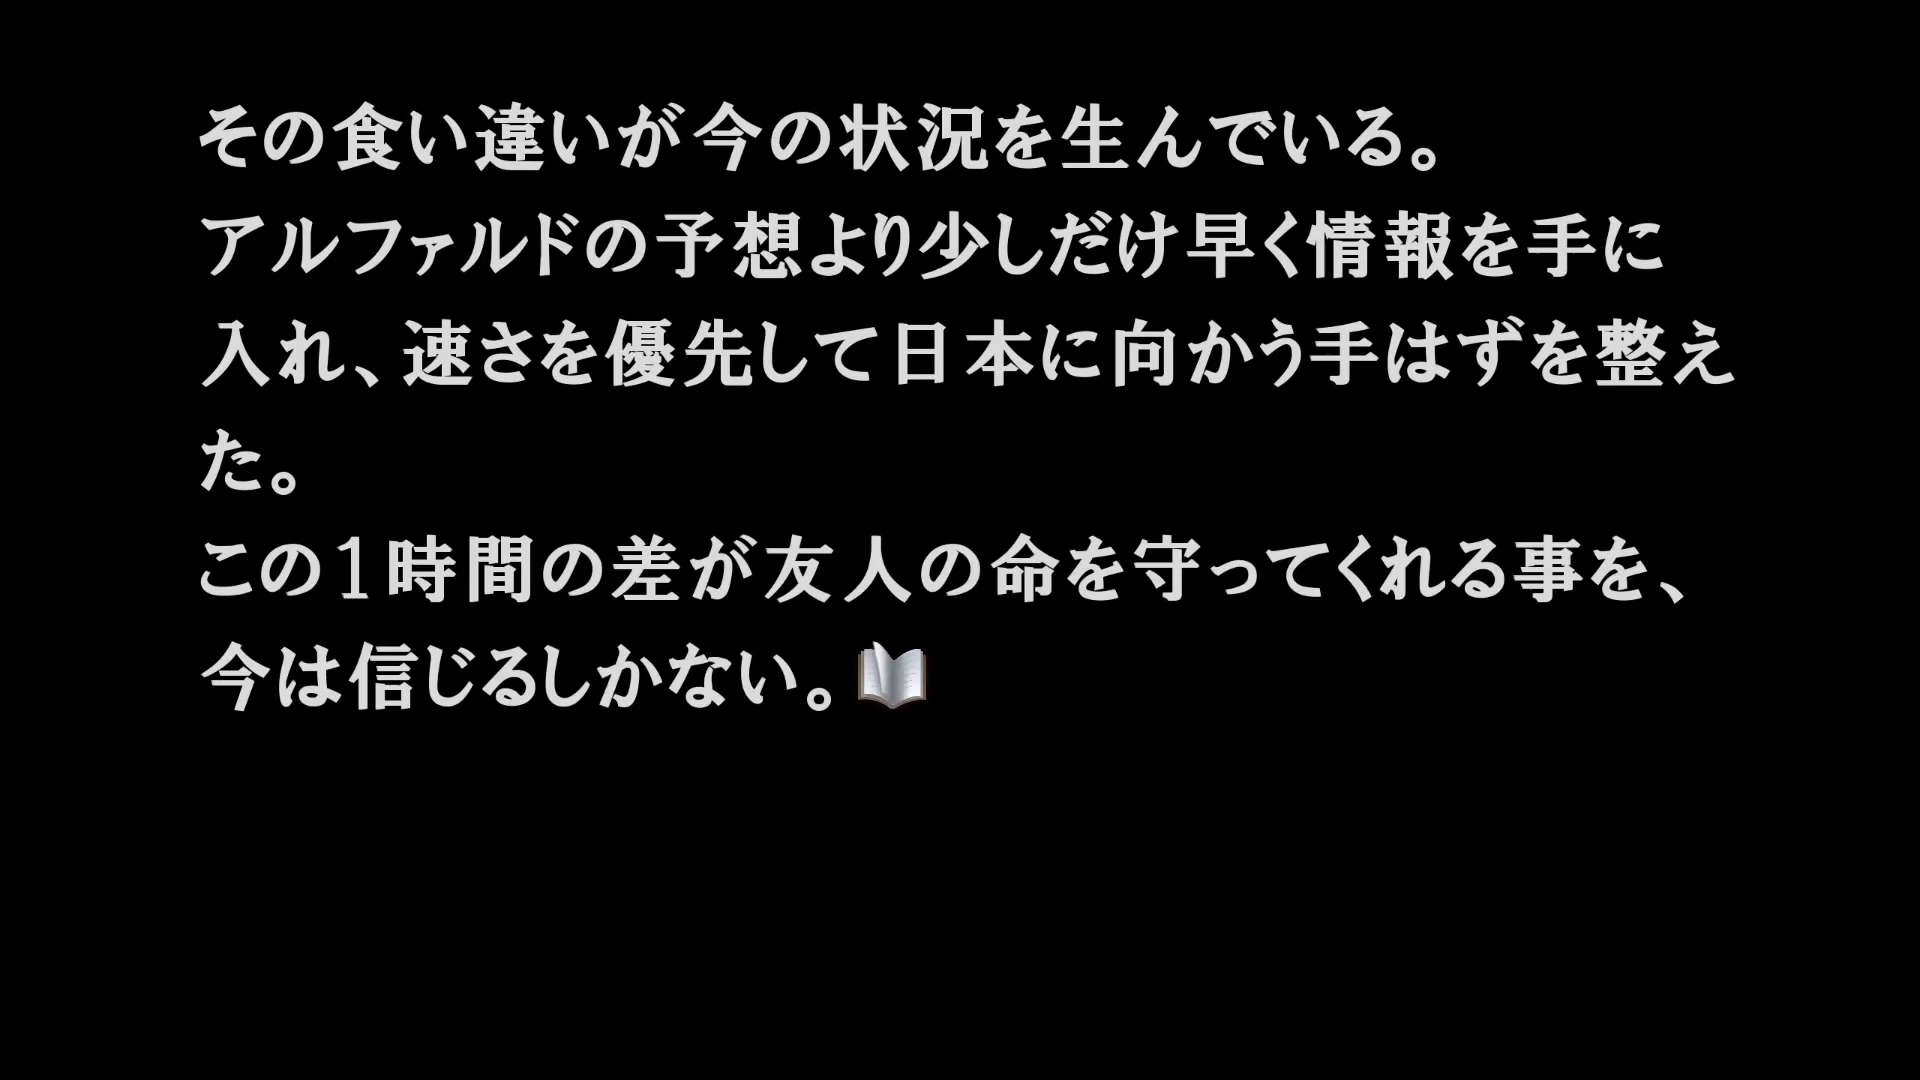 その食い違いが今の状況を生んでいる。
アルファルドの予想より少しだけ早く情報を手に
入れ、速さを優先して日本に向かう手はずを整え
た。
この1時間の差が友人の命を守ってくれる事を、
今は信じるしかない。